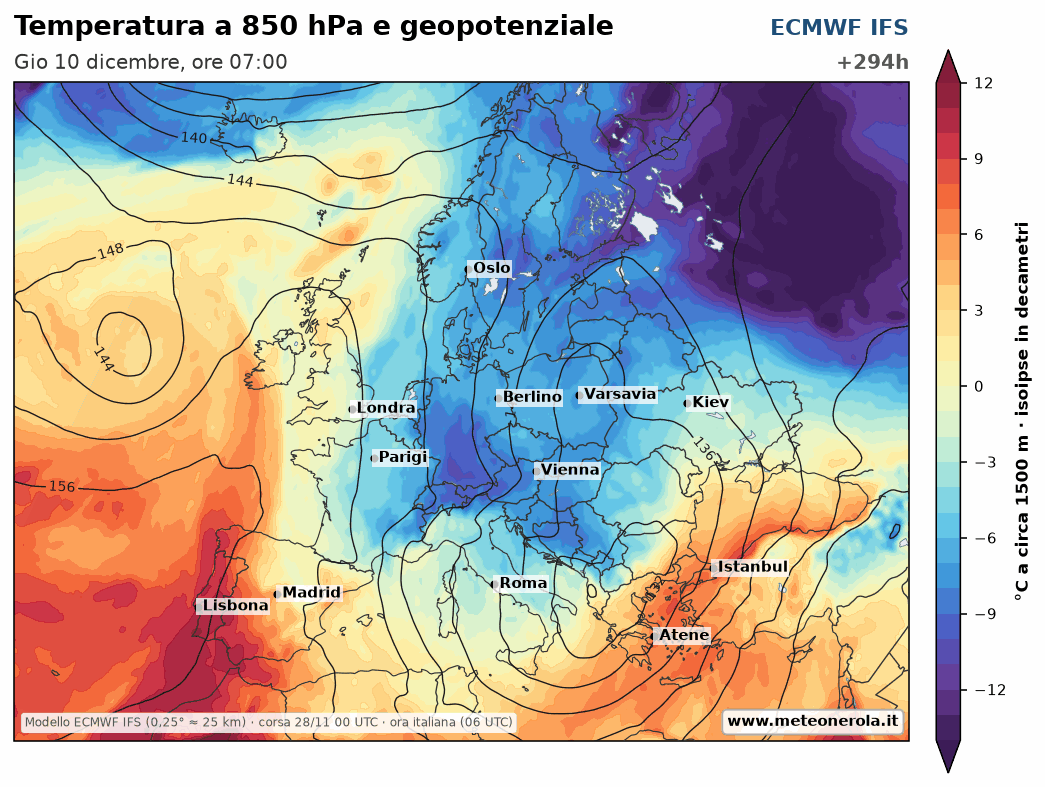 Temperatura a 850 hPa e geopotenziale
ECMWF IFS
Gio 10 dicembre, ore 07:00
+294h
140
144
148
144
156
136
132
Oslo
Londra
Berlino
Varsavia
Kiev
Parigi
Vienna
Roma
Istanbul
Madrid
Lisbona
Atene
Modello ECMWF IFS (0,25° ≈ 25 km) · corsa 28/11 00 UTC · ora italiana (06 UTC)
www.meteonerola.it
12
9
6
3
0
−3
−6
−9
−12
°C a circa 1500 m · isoipse in decametri